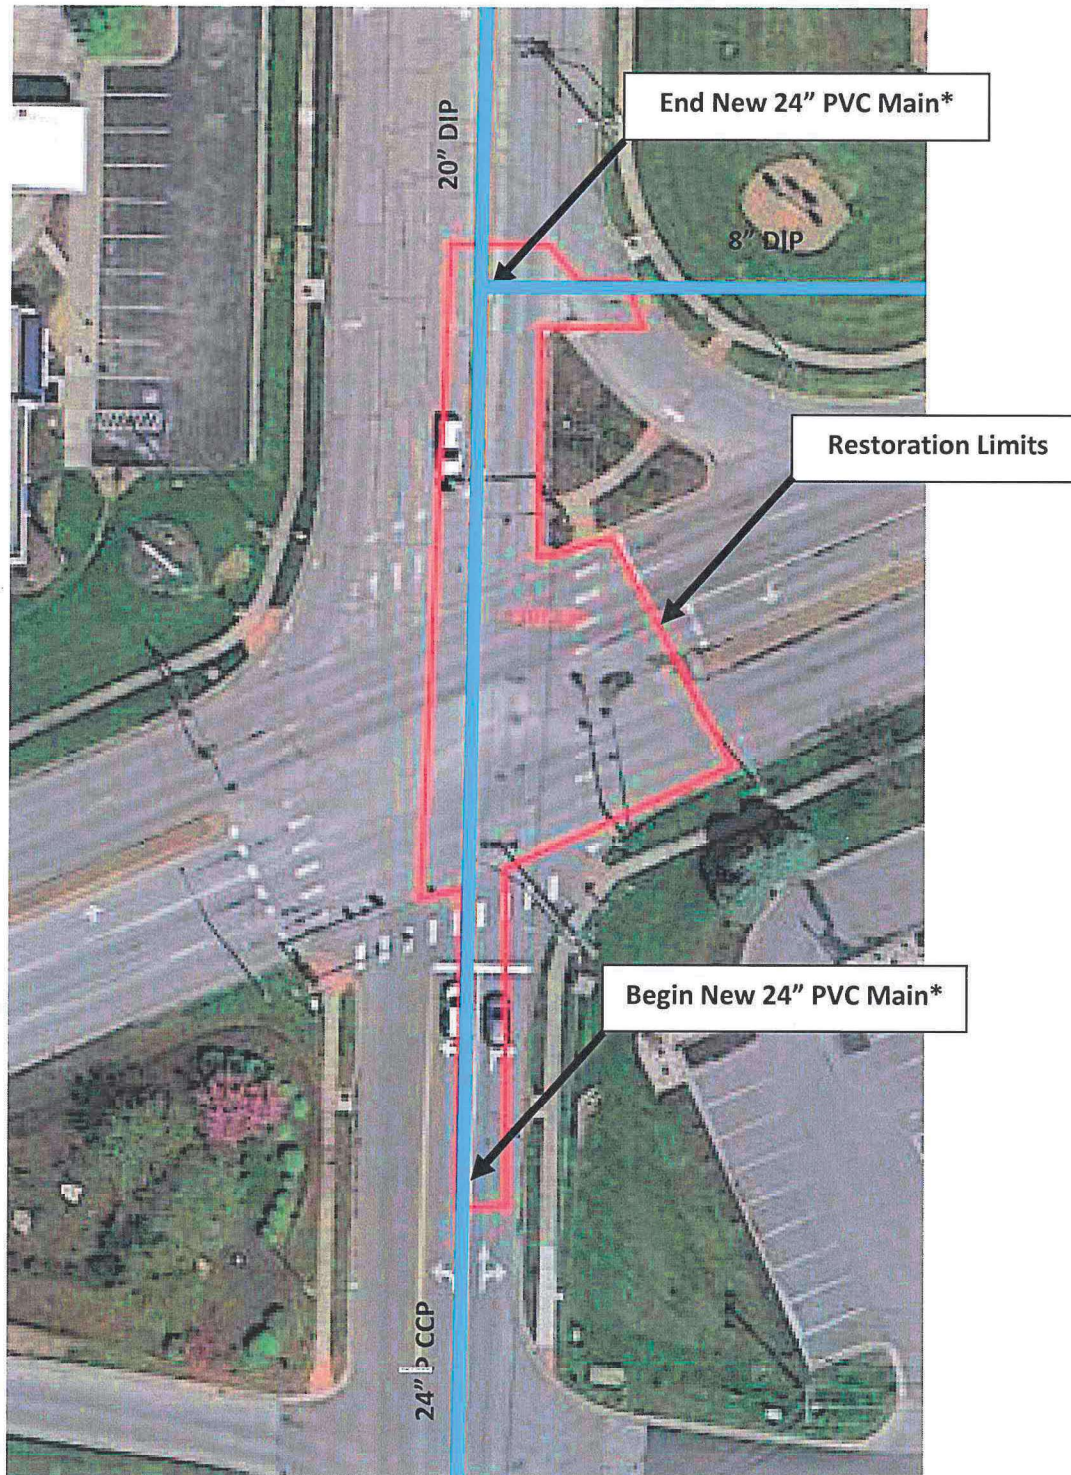 End New 24” PVC Main*
20” DIP
8” DIP
Restoration Limits
Begin New 24” PVC Main*
24” P CCP